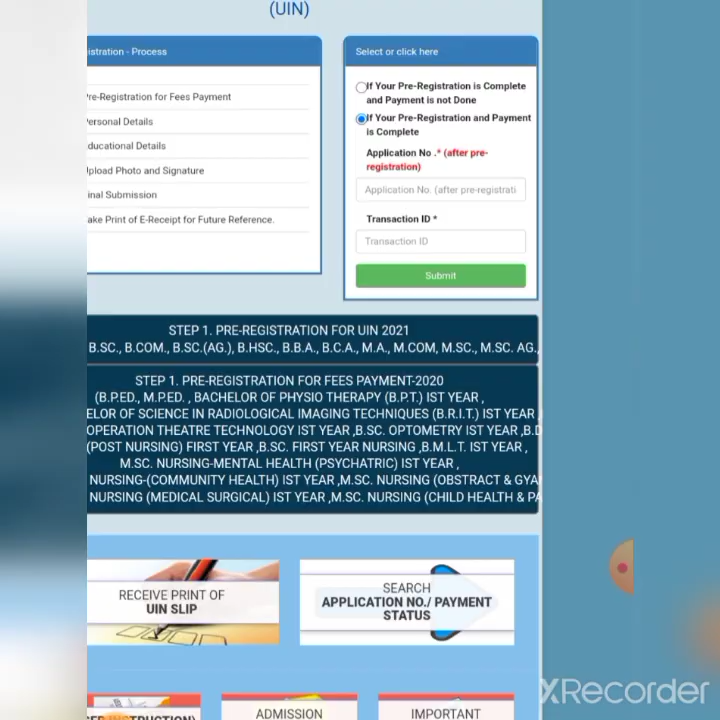 (UIN)
istration - Process
Pre-Registration for Fees Payment
Personal Details
ducational Details
Upload Photo and Signature
inal Submission
ake Print of E-Receipt for Future Reference.
Select or click here
If Your Pre-Registration is Complete
and Payment is not Done
If Your Pre-Registration and Payment
is Complete
Application No .* (after pre-
registration)
Application No. (after pre-registrati
Transaction ID *
Transaction ID
Submit
STEP 1. PRE-REGISTRATION FOR UIN 2021
B.SC., B.COM., B.SC.(AG.), B.HSC., B.B.A., B.C.A., M.A., M.COM, M.SC., M.SC. AG.,
STEP 1. PRE-REGISTRATION FOR FEES PAYMENT-2020
(B.P.ED., M.P.ED. , BACHELOR OF PHYSIO THERAPY (B.P.T.) IST YEAR ,
ELOR OF SCIENCE IN RADIOLOGICAL IMAGING TECHNIQUES (B.R.I.T.) IST YEAR
OPERATION THEATRE TECHNOLOGY IST YEAR ,B.SC. OPTOMETRY IST YEAR ,B.D
(POST NURSING) FIRST YEAR ,B.SC. FIRST YEAR NURSING ,B.M.L.T. IST YEAR ,
M.SC. NURSING-MENTAL HEALTH (PSYCHATRIC) IST YEAR ,
NURSING-(COMMUNITY HEALTH) IST YEAR ,M.SC. NURSING (OBSTRACT & GYA
NURSING (MEDICAL SURGICAL) IST YEAR ,M.SC. NURSING (CHILD HEALTH & PA
RECEIVE PRINT OF
UIN SLIP
SEARCH
APPLICATION NO./ PAYMENT
STATUS
ADMISSION
IMPORTANT
XRecorder